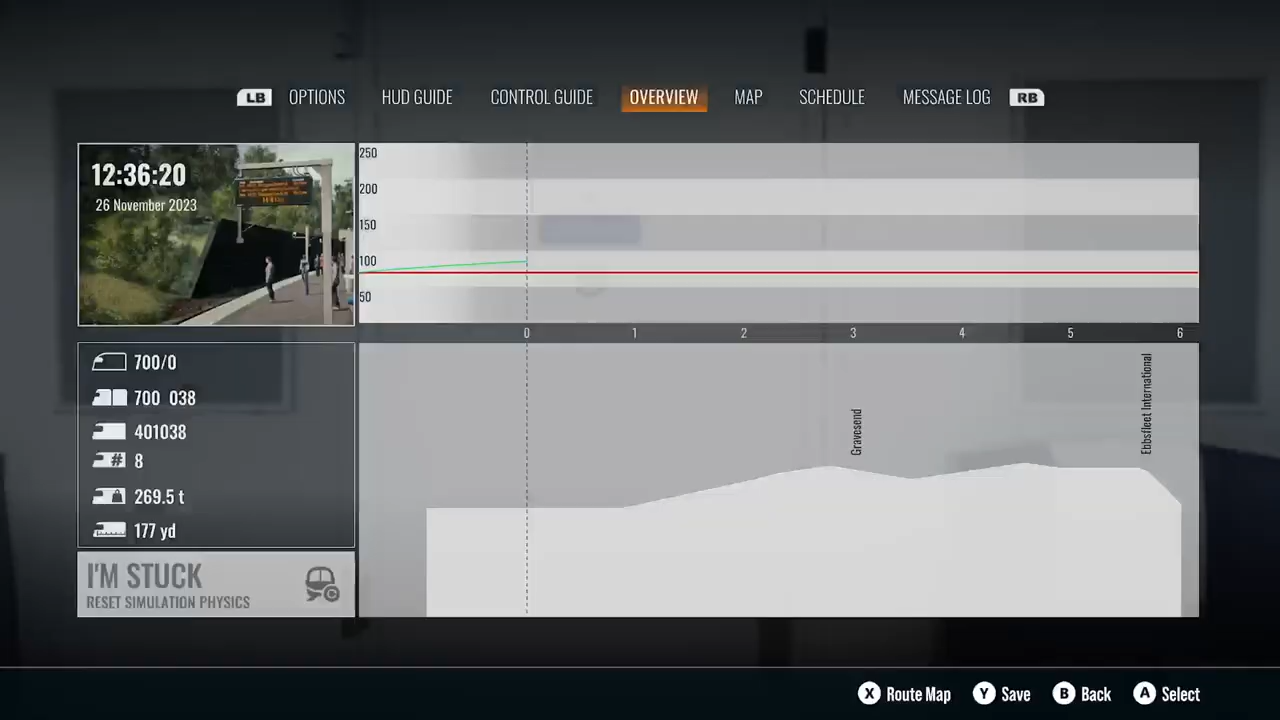 LB OPTIONS HUD GUIDE CONTROL GUIDE OVERVIEW MAP SCHEDULE MESSAGE LOG RB
12:36:20
26 November 2023
250
200
150
100
50
0 1 2 3 4 5 6
700/0
700 038
401038
# 8
269.5 t
177 yd
Gravesend
Ebbsfleet International
I'M STUCK
RESET SIMULATION PHYSICS
X Route Map Y Save B Back A Select